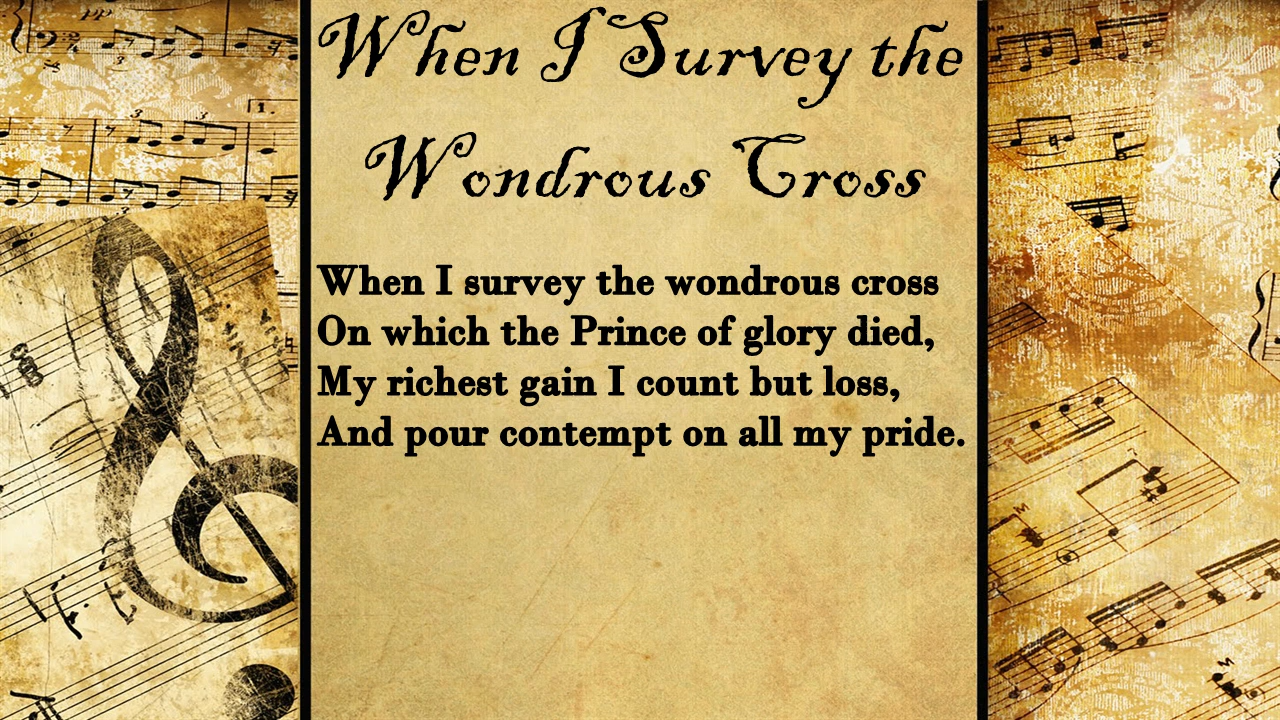 When I Survey the
Wondrous Cross
When I survey the wondrous cross
On which the Prince of glory died,
My richest gain I count but loss,
And pour contempt on all my pride.